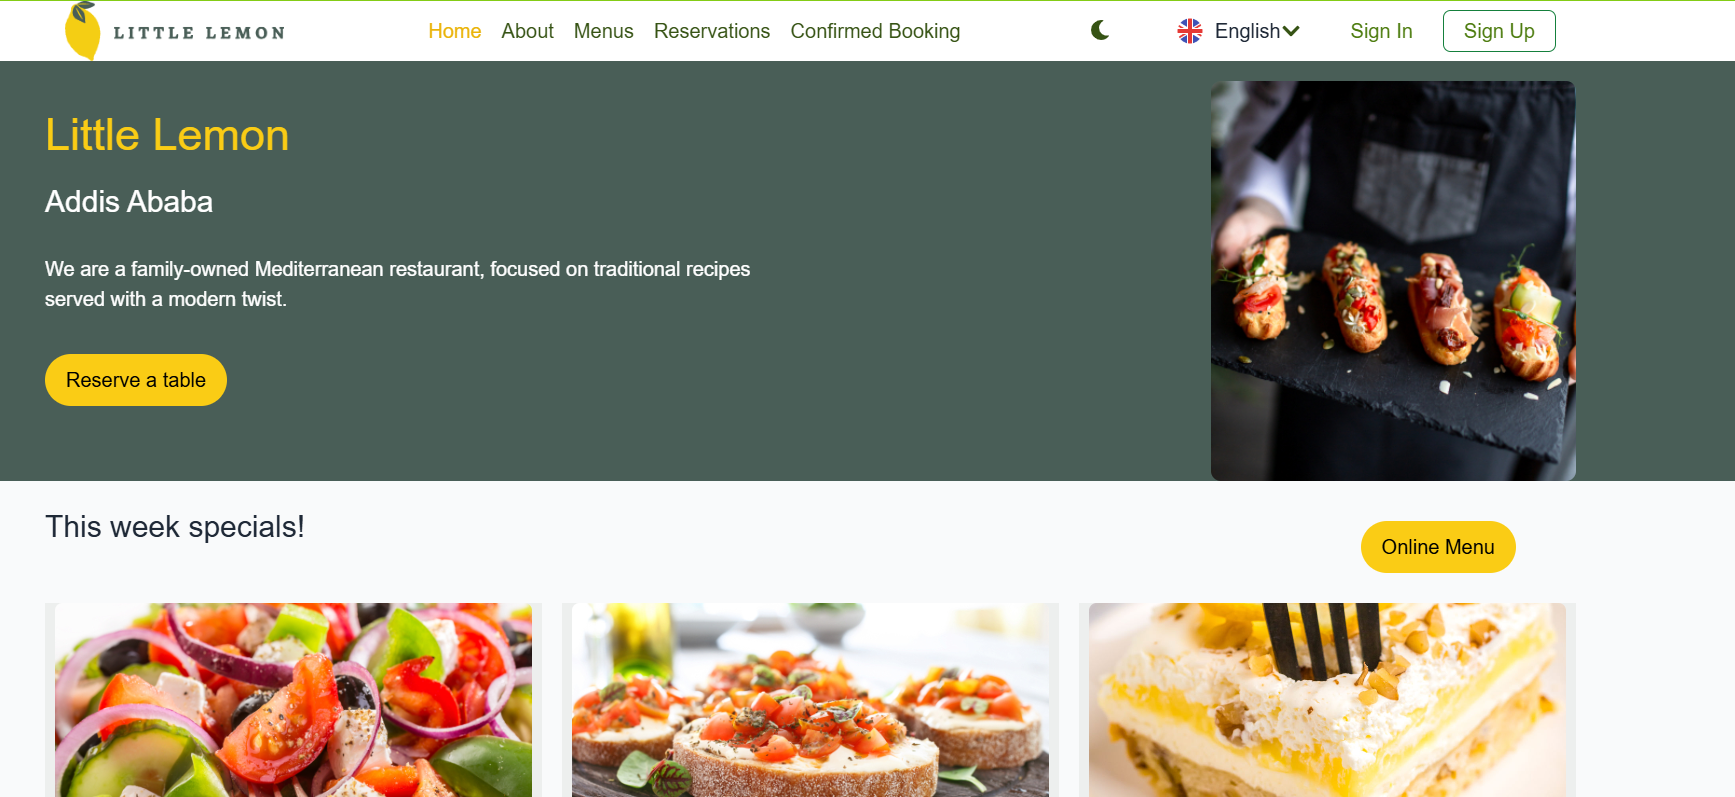 LITTLE LEMON
Home About Menus Reservations Confirmed Booking English Sign In Sign Up
Little Lemon
Addis Ababa
We are a family-owned Mediterranean restaurant, focused on traditional recipes
served with a modern twist.
Reserve a table
This week specials!
Online Menu